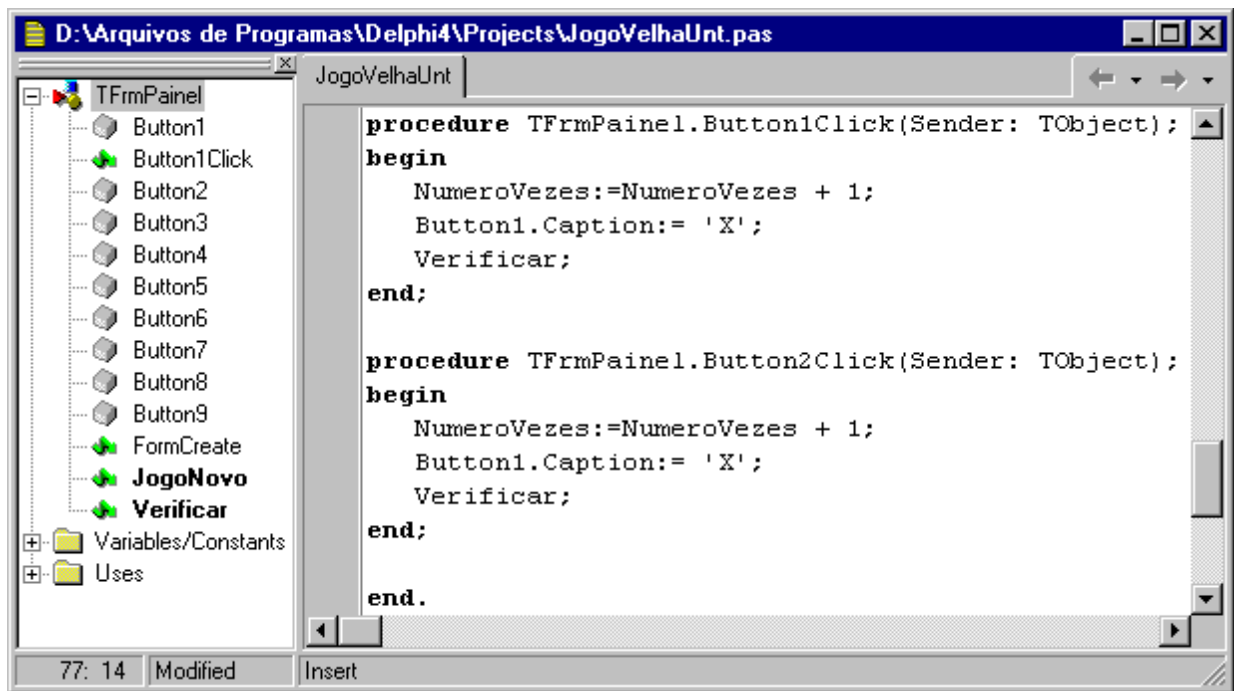 D:\Arquivos de Programas\Delphi4\Projects\JogoVelhaUnt.pas
TFrmPainel
Button1
Button1Click
Button2
Button3
Button4
Button5
Button6
Button7
Button8
Button9
FormCreate
JogoNovo
Verificar
Variables/Constants
Uses
JogoVelhaUnt
procedure TFrmPainel.Button1Click(Sender: TObject);
begin
NumeroVezes:=NumeroVezes + 1;
Button1.Caption:= 'X';
Verificar;
end;
procedure TFrmPainel.Button2Click(Sender: TObject);
begin
NumeroVezes:=NumeroVezes + 1;
Button1.Caption:= 'X';
Verificar;
end;
end.
77: 14 Modified Insert